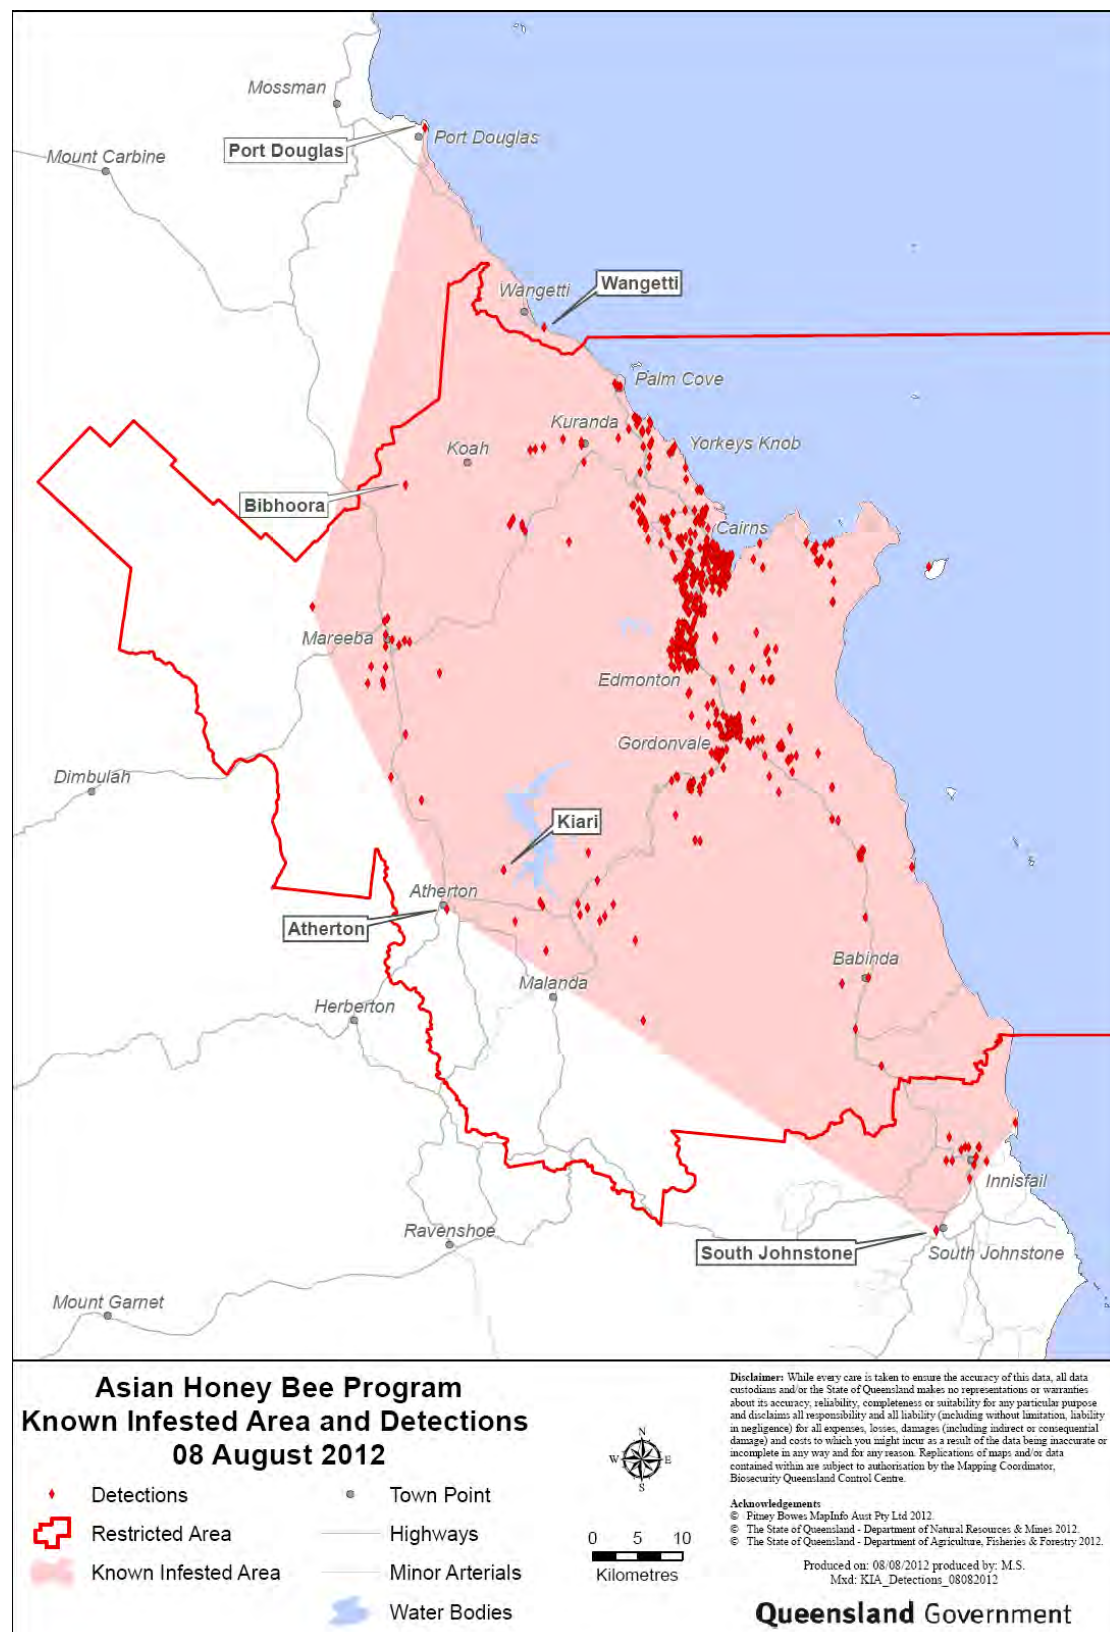 Mossman
Port Douglas
Port Douglas
Mount Carbine
Wangetti
Wangetti
Palm Cove
Kuranda
Koah
Yorkeys Knob
Bibhoora
Cairns
Mareeba
Edmonton
Gordonvale
Dimbulah
Kiari
Atherton
Atherton
Babinda
Malanda
Herberton
Innisfail
Ravenshoe
South Johnstone
South Johnstone
Mount Garnet
Asian Honey Bee Program
Known Infested Area and Detections
08 August 2012
Detections
Restricted Area
Known Infested Area
Town Point
Highways
Minor Arterials
Water Bodies
N
W E
S
0 5 10
Kilometres
Disclaimer: While every care is taken to ensure the accuracy of this data, all data
custodians and/or the State of Queensland makes no representations or warranties
about its accuracy, reliability, completeness or suitability for any particular purpose
and disclaims all responsibility and all liability (including without limitation, liability
in negligence) for all expenses, losses, damages (including indirect or consequential
damage) and costs to which you might incur as a result of the data being inaccurate or
incomplete in any way and for any reason. Replications of maps and/or data
contained within are subject to authorisation by the Mapping Coordinator,
Biosecurity Queensland Control Centre.
Acknowledgements
© Pitney Bowes MapInfo Aust Pty Ltd 2012.
© The State of Queensland - Department of Natural Resources & Mines 2012.
© The State of Queensland - Department of Agriculture, Fisheries & Forestry 2012.
Produced on: 08/08/2012 produced by: M.S.
Mxd: KIA_Detections_08082012
Queensland Government